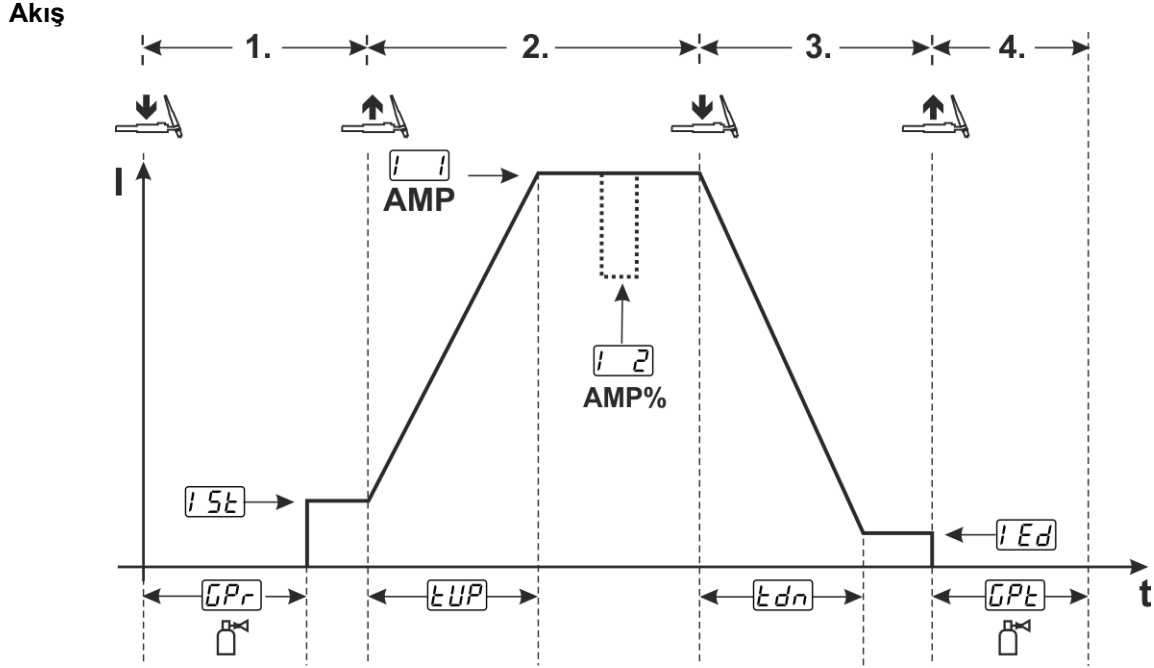 Akış
1. 2. 3. 4.
I
I 1
AMP
I 2
AMP%
I St
I Ed
GPr tUP tdn GPt
t